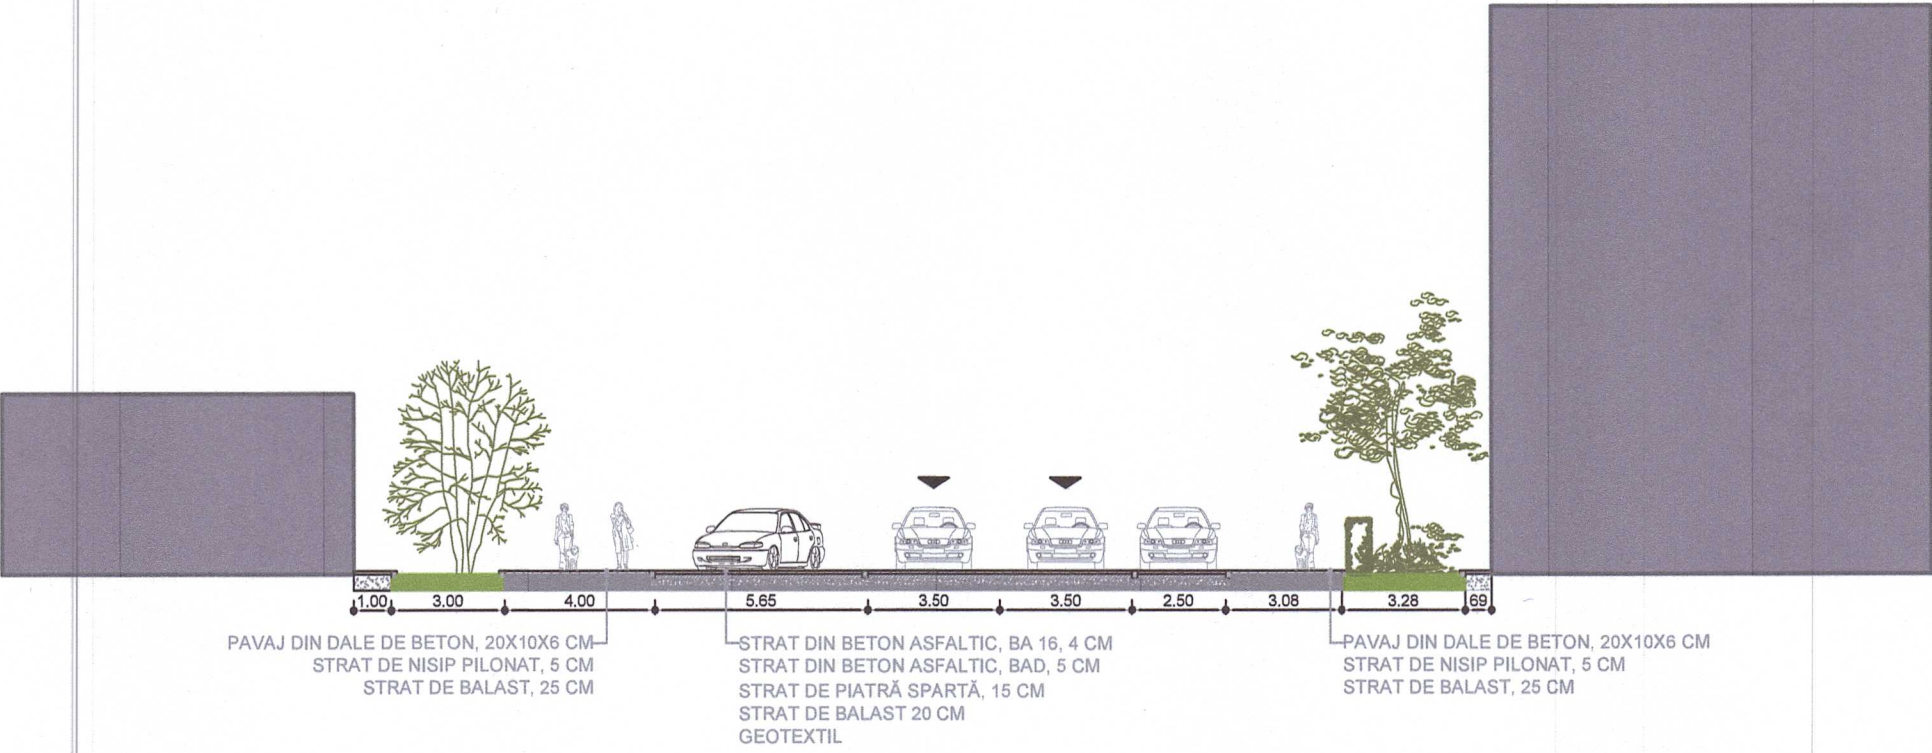 1.00 3.00 4.00 5.65 3.50 3.50 2.50 3.08 3.28 69
PAVAJ DIN DALE DE BETON, 20X10X6 CM
STRAT DE NISIP PILONAT, 5 CM
STRAT DE BALAST, 25 CM
STRAT DIN BETON ASFALTIC, BA 16, 4 CM
STRAT DIN BETON ASFALTIC, BAD, 5 CM
STRAT DE PIATRĂ SPARTĂ, 15 CM
STRAT DE BALAST 20 CM
GEOTEXTIL
PAVAJ DIN DALE DE BETON, 20X10X6 CM
STRAT DE NISIP PILONAT, 5 CM
STRAT DE BALAST, 25 CM